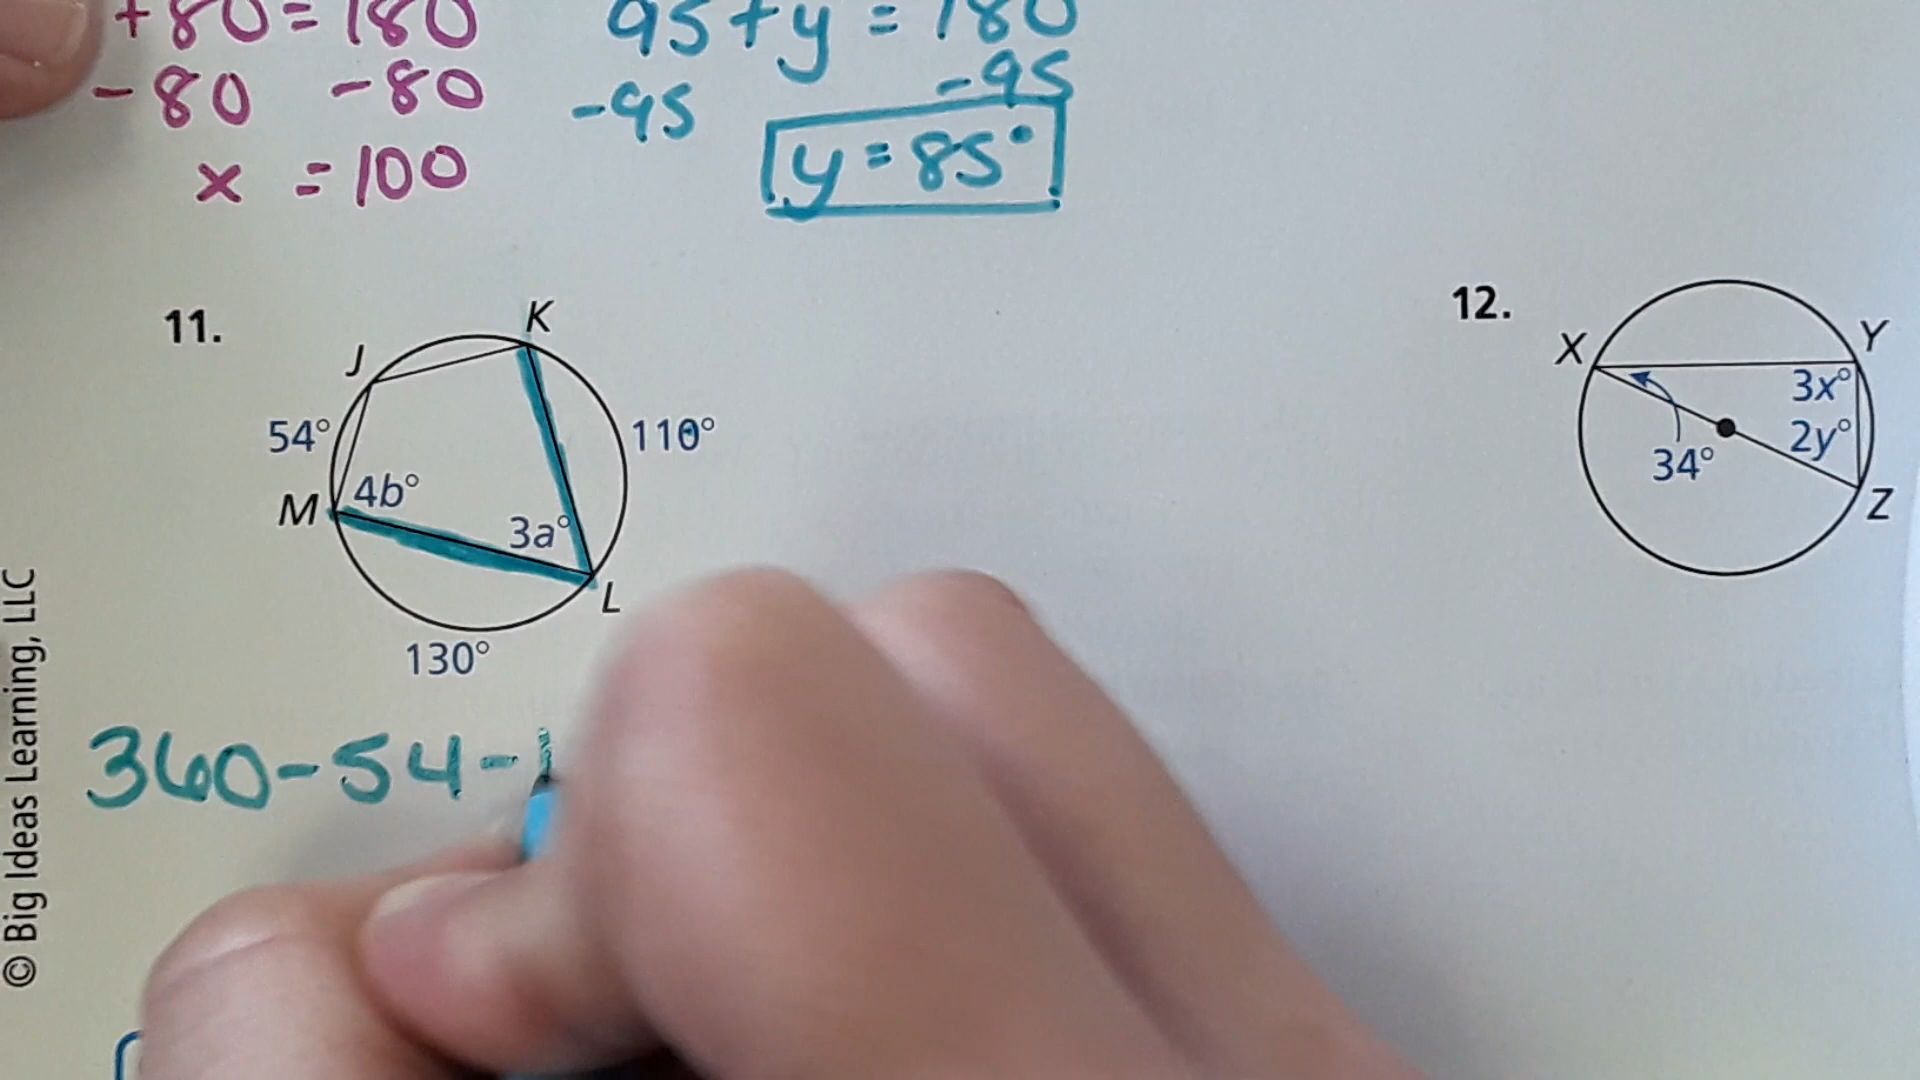 +80=180
95+y=180
-80 -80
-95 -95
x =100
y=85°
11.
J
K
54°
110°
M
4b°
3a°
L
130°
12.
X
Y
3x°
2y°
34°
Z
360-54-
© Big Ideas Learning, LLC